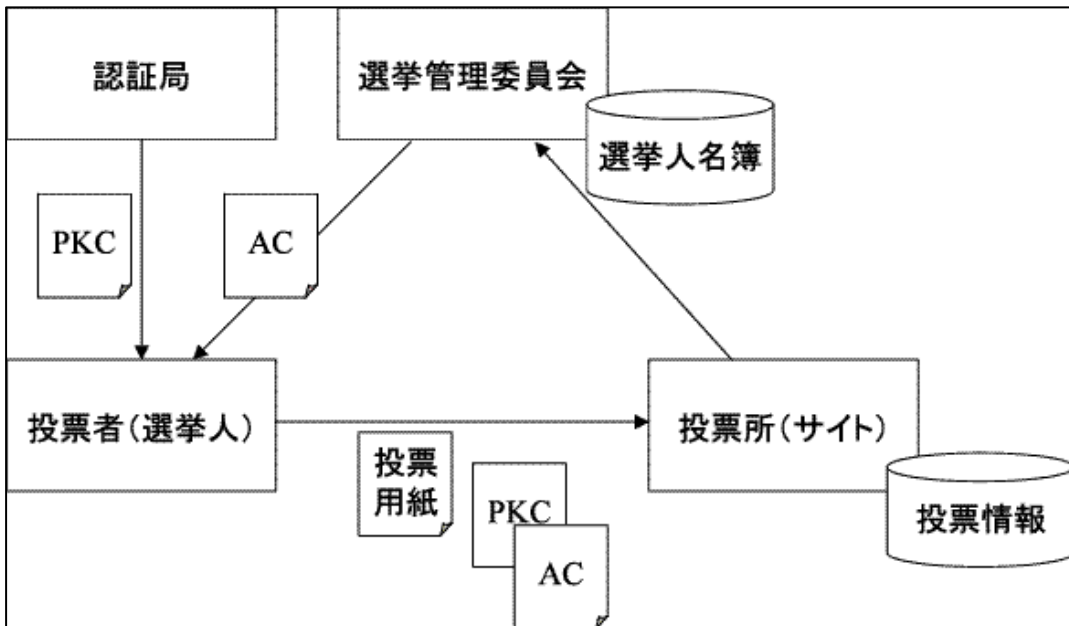 認証局
選挙管理委員会
選挙人名簿
PKC
AC
投票者(選挙人)
投票所(サイト)
投票
用紙
PKC
AC
投票情報